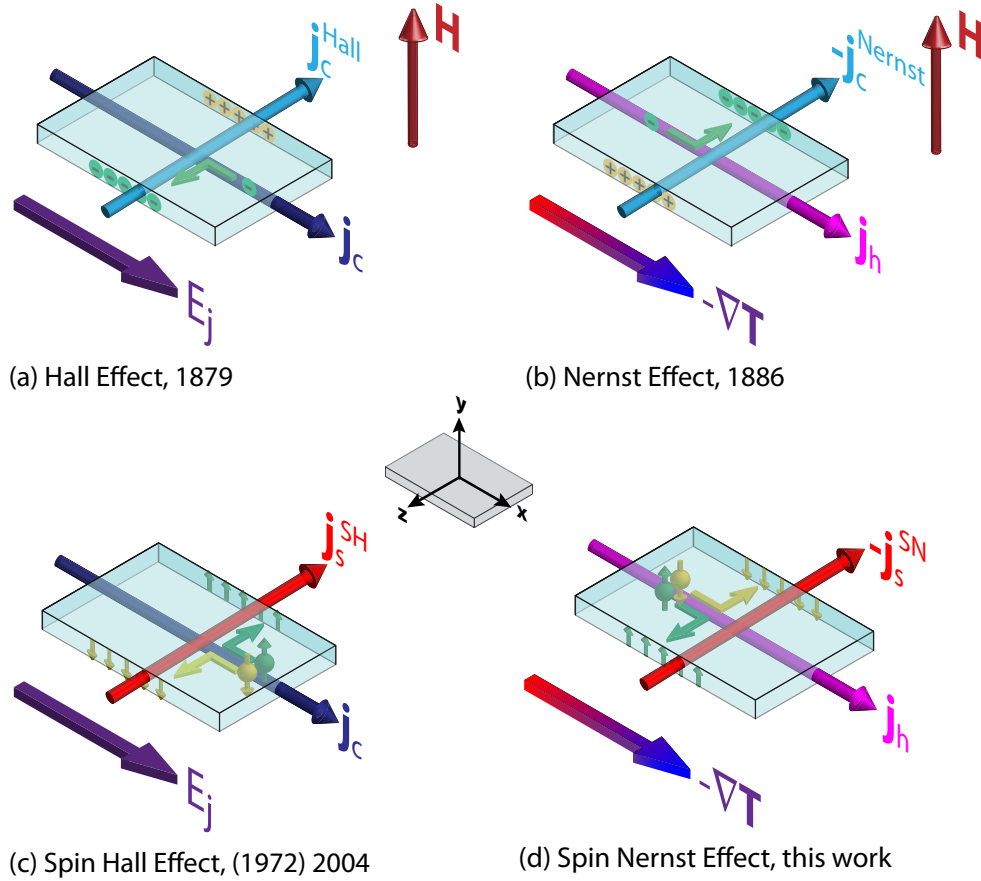 j_c^Hall
H
+ + + + +
- - - -
-
j_c
E_j
(a) Hall Effect, 1879
-j_c^Nernst
H
- - - - -
-
+ + + + +
j_h
-∇T
(b) Nernst Effect, 1886
y
z
x
j_s^SH
j_c
E_j
(c) Spin Hall Effect, (1972) 2004
-j_s^SN
j_h
-∇T
(d) Spin Nernst Effect, this work